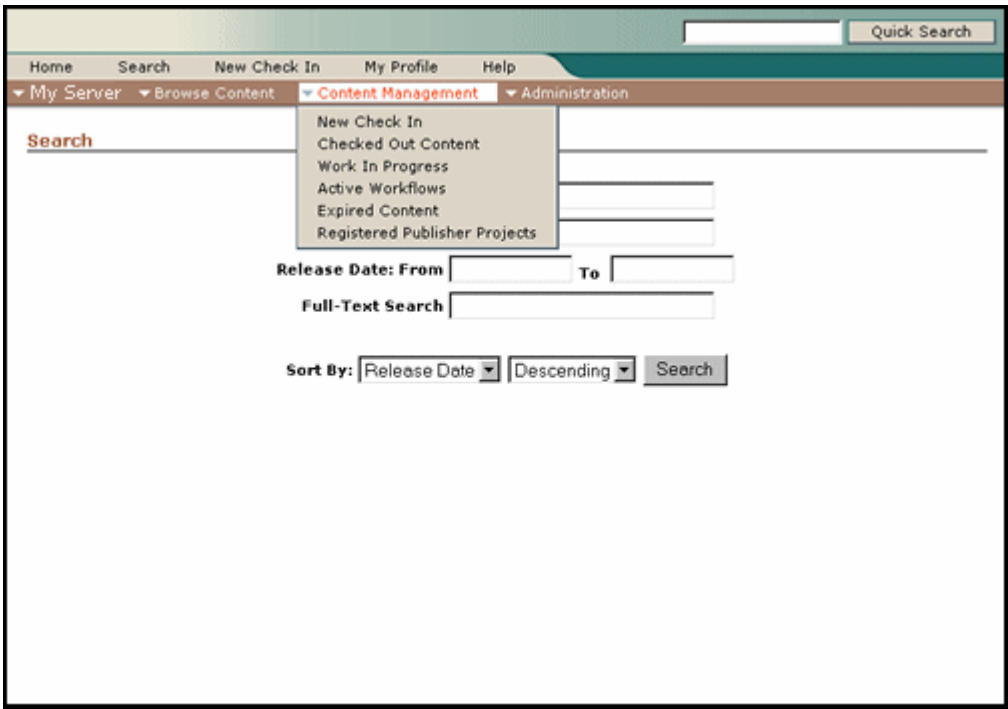 Quick Search
Home Search New Check In My Profile Help
My Server Browse Content Content Management Administration
New Check In
Search
Checked Out Content
Work In Progress
Active Workflows
Expired Content
Registered Publisher Projects
Release Date: From To
Full-Text Search
Sort By: Release Date Descending Search